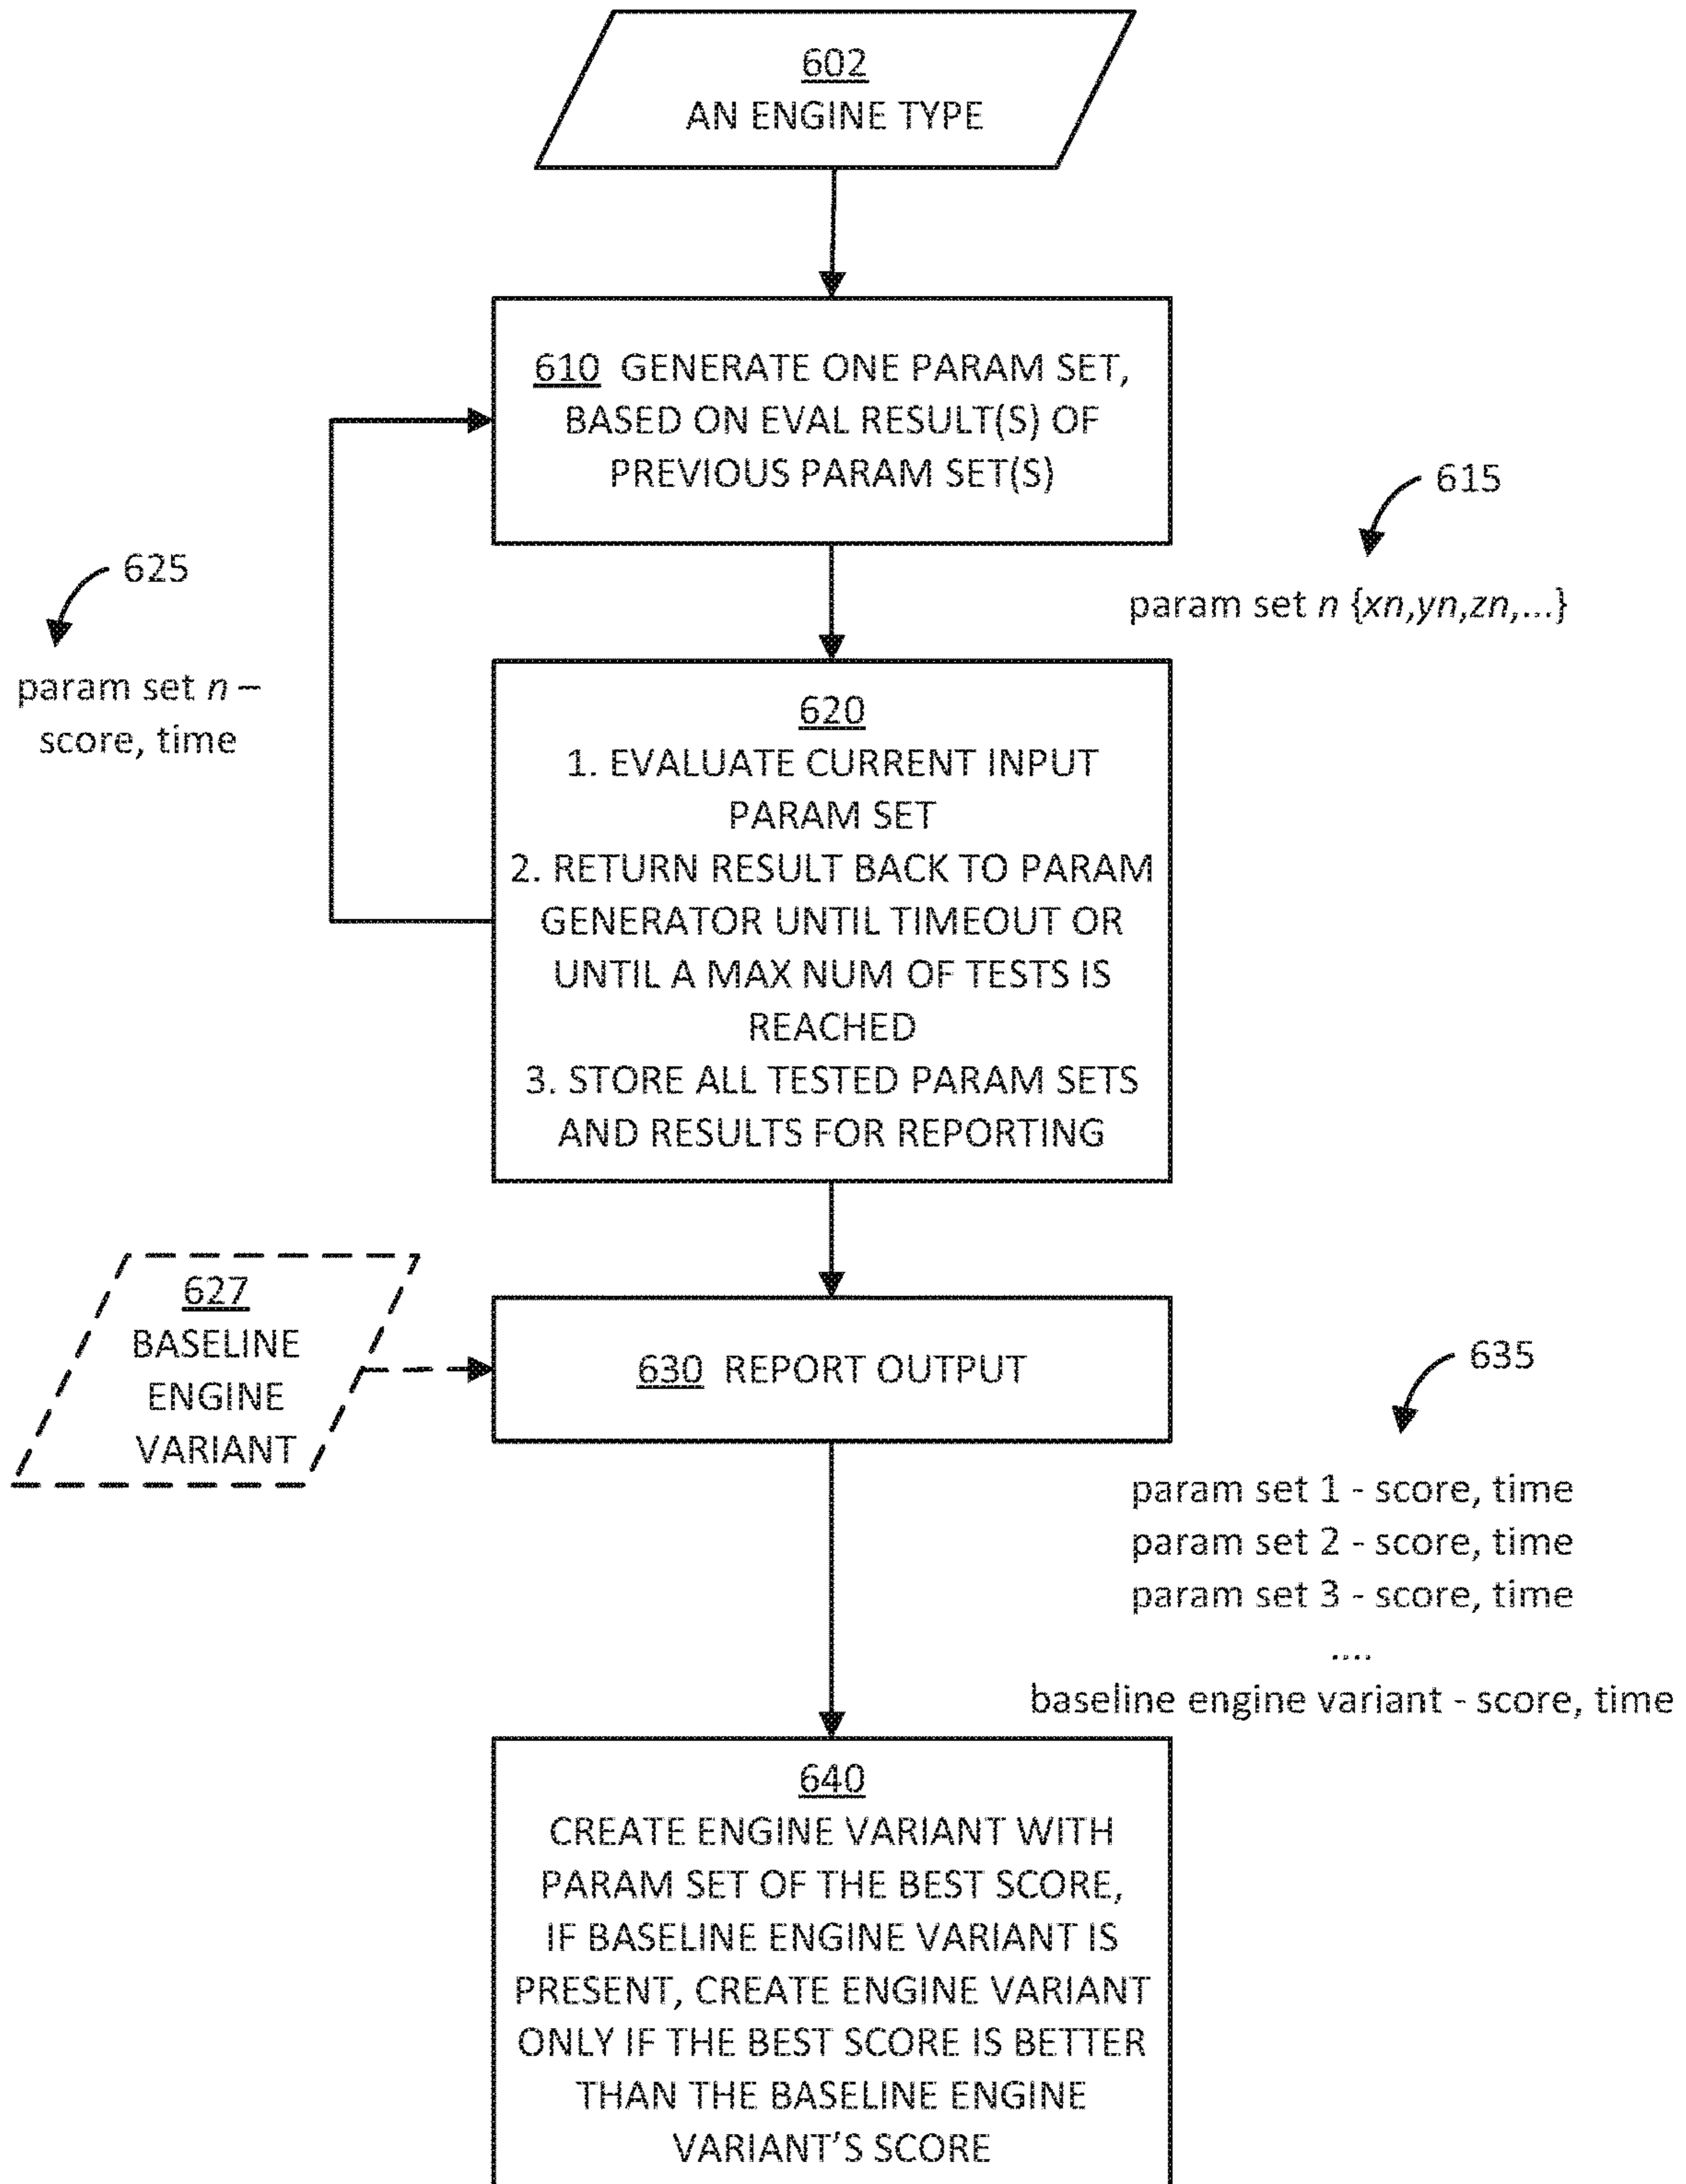 602
AN ENGINE TYPE
610 GENERATE ONE PARAM SET,
BASED ON EVAL RESULT(S) OF
PREVIOUS PARAM SET(S)
615
param set n {xn,yn,zn,...}
625
param set n –
score, time
620
1. EVALUATE CURRENT INPUT
PARAM SET
2. RETURN RESULT BACK TO PARAM
GENERATOR UNTIL TIMEOUT OR
UNTIL A MAX NUM OF TESTS IS
REACHED
3. STORE ALL TESTED PARAM SETS
AND RESULTS FOR REPORTING
627
BASELINE
ENGINE
VARIANT
630 REPORT OUTPUT
635
param set 1 - score, time
param set 2 - score, time
param set 3 - score, time
....
baseline engine variant - score, time
640
CREATE ENGINE VARIANT WITH
PARAM SET OF THE BEST SCORE,
IF BASELINE ENGINE VARIANT IS
PRESENT, CREATE ENGINE VARIANT
ONLY IF THE BEST SCORE IS BETTER
THAN THE BASELINE ENGINE
VARIANT'S SCORE